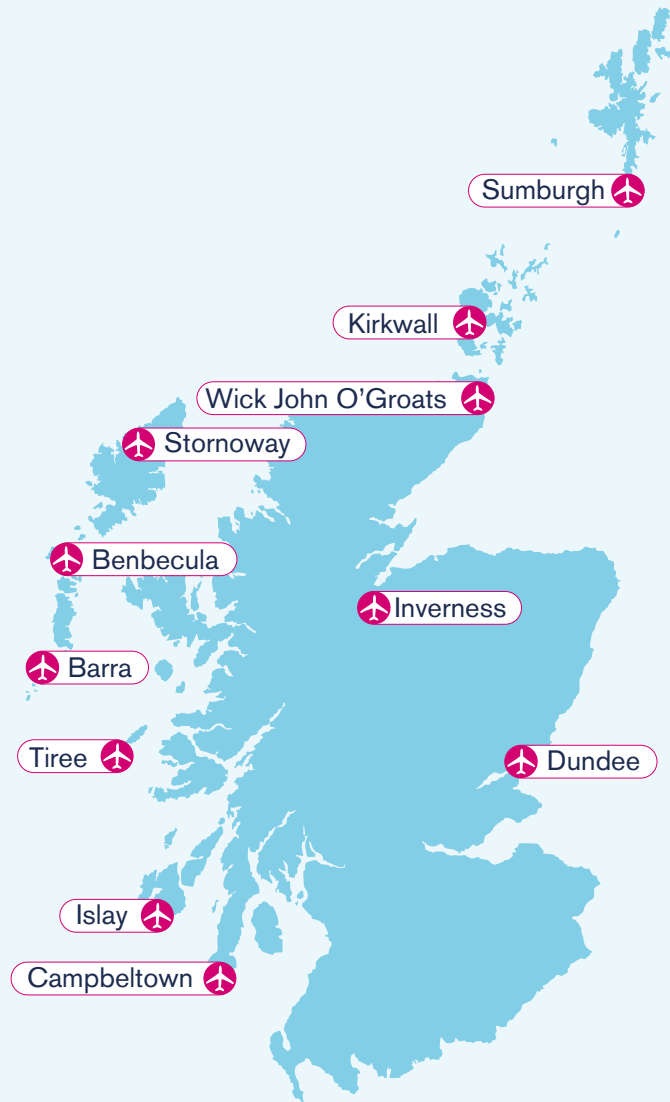 Sumburgh
Kirkwall
Wick John O'Groats
Stornoway
Benbecula
Inverness
Barra
Tiree
Dundee
Islay
Campbeltown